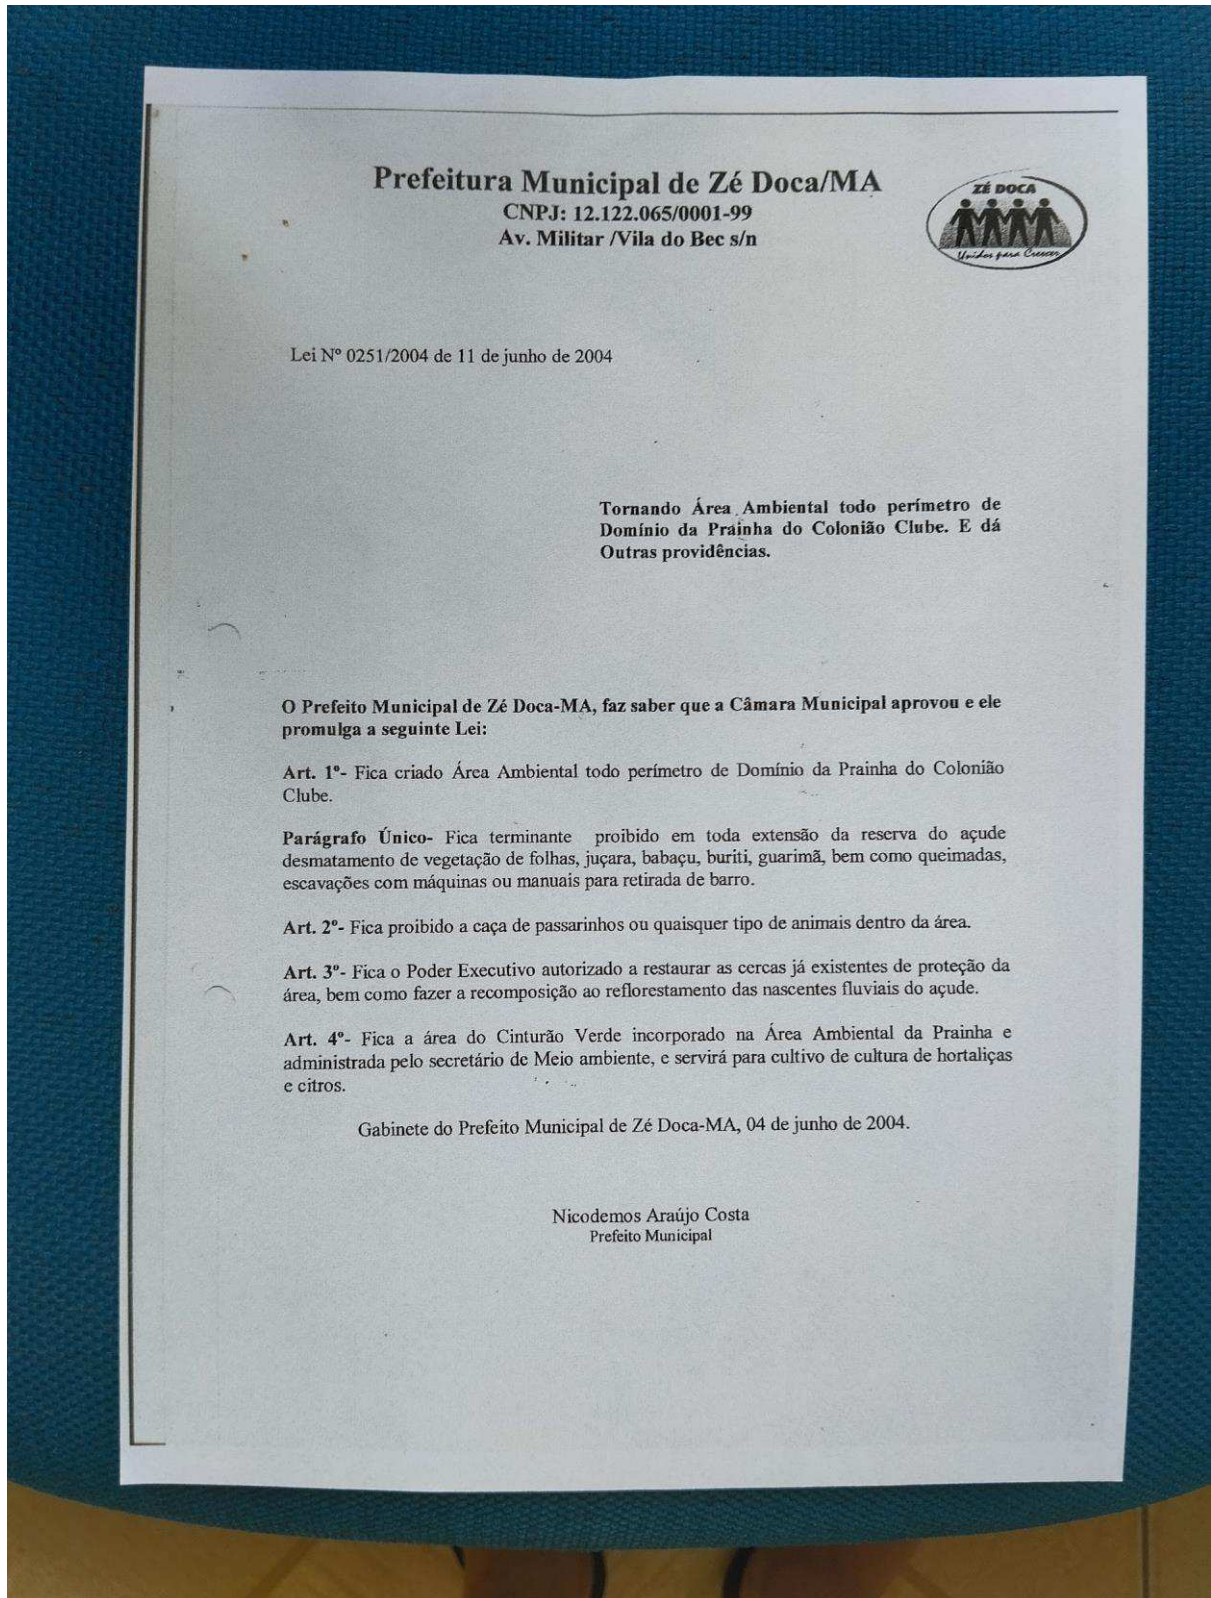 Prefeitura Municipal de Zé Doca/MA
CNPJ: 12.122.065/0001-99
Av. Militar /Vila do Bec s/n
ZÉ DOCA
Unidos para Crescer
Lei Nº 0251/2004 de 11 de junho de 2004
Tornando Área Ambiental todo perímetro de
Domínio da Prainha do Colonião Clube. E dá
Outras providências.
O Prefeito Municipal de Zé Doca-MA, faz saber que a Câmara Municipal aprovou e ele
promulga a seguinte Lei:
Art. 1º- Fica criado Área Ambiental todo perímetro de Domínio da Prainha do Colonião
Clube.
Parágrafo Único- Fica terminante proibido em toda extensão da reserva do açude
desmatamento de vegetação de folhas, juçara, babaçu, buriti, guarimã, bem como queimadas,
escavações com máquinas ou manuais para retirada de barro.
Art. 2º- Fica proibido a caça de passarinhos ou quaisquer tipo de animais dentro da área.
Art. 3º- Fica o Poder Executivo autorizado a restaurar as cercas já existentes de proteção da
área, bem como fazer a recomposição ao reflorestamento das nascentes fluviais do açude.
Art. 4º- Fica a área do Cinturão Verde incorporado na Área Ambiental da Prainha e
administrada pelo secretário de Meio ambiente, e servirá para cultivo de cultura de hortaliças
e citros.
Gabinete do Prefeito Municipal de Zé Doca-MA, 04 de junho de 2004.
Nicodemos Araújo Costa
Prefeito Municipal